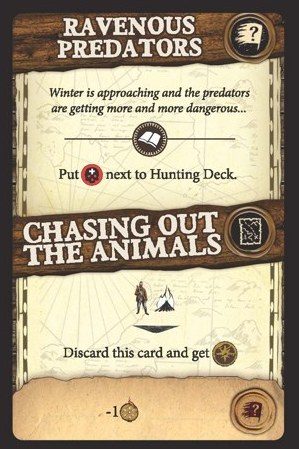 RAVENOUS
PREDATORS
Winter is approaching and the predators
are getting more and more dangerous...
Put next to Hunting Deck.
CHASING OUT
THE ANIMALS
Discard this card and get
-1